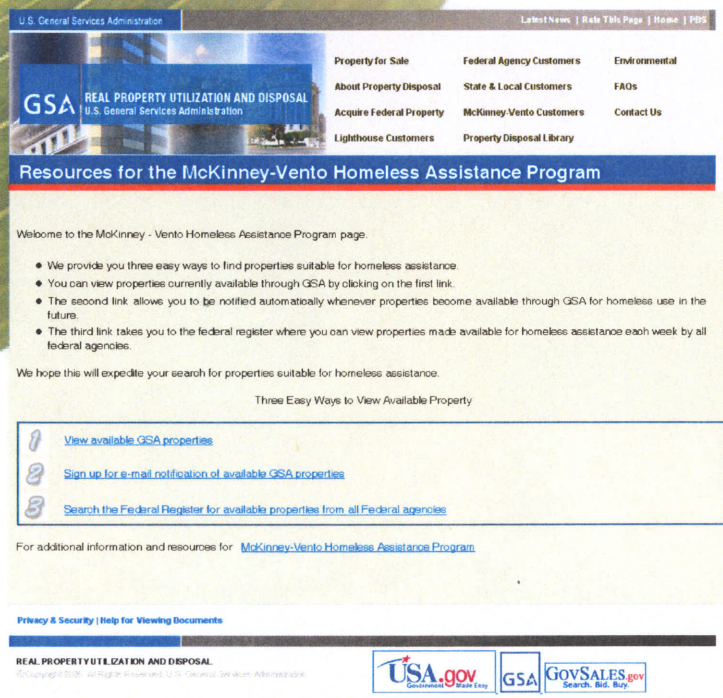 U.S. General Services Administration
Latest News | Rate This Page | Home | PBS
GSA
REAL PROPERTY UTILIZATION AND DISPOSAL
U.S. General Services Administration
Property for Sale
Federal Agency Customers
Environmental
About Property Disposal
State & Local Customers
FAQs
Acquire Federal Property
McKinney-Vento Customers
Contact Us
Lighthouse Customers
Property Disposal Library
Resources for the McKinney-Vento Homeless Assistance Program
Welcome to the McKinney - Vento Homeless Assistance Program page.
● We provide you three easy ways to find properties suitable for homeless assistance.
● You can view properties currently available through GSA by clicking on the first link.
● The second link allows you to be notified automatically whenever properties become available through GSA for homeless use in the
future.
● The third link takes you to the federal register where you can view properties made available for homeless assistance each week by all
federal agencies.
We hope this will expedite your search for properties suitable for homeless assistance.
Three Easy Ways to View Available Property
1 View available GSA properties
2 Sign up for e-mail notification of available GSA properties
3 Search the Federal Register for available properties from all Federal agencies
For additional information and resources for McKinney-Vento Homeless Assistance Program
Privacy & Security | Help for Viewing Documents
REAL PROPERTY UTILIZATION AND DISPOSAL
All Rights Reserved. U.S. General Services Administration
USA.gov
Government Made Easy
GSA
GOVSALES.gov
Search. Bid. Buy.